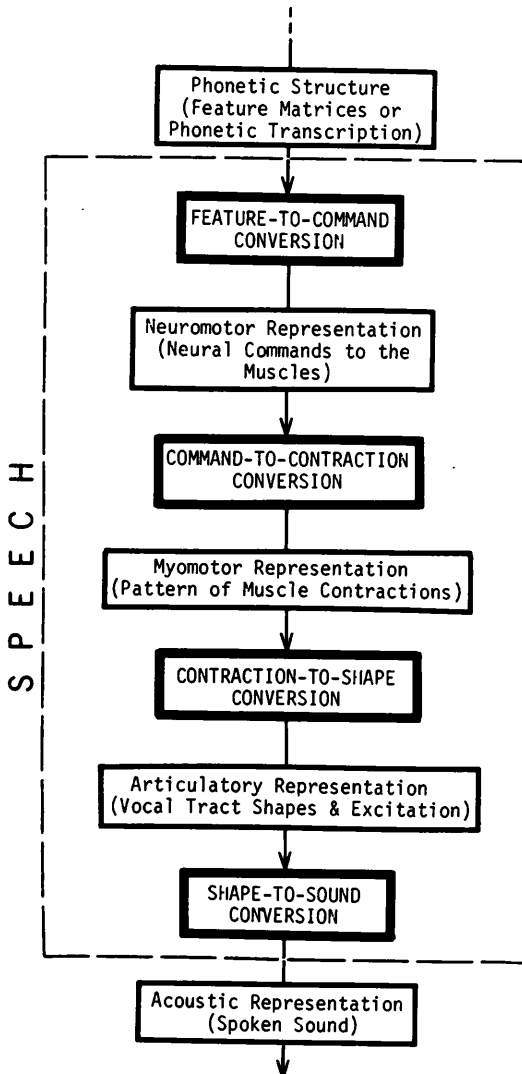 Phonetic Structure
(Feature Matrices or
Phonetic Transcription)
FEATURE-TO-COMMAND
CONVERSION
Neuromotor Representation
(Neural Commands to the
Muscles)
COMMAND-TO-CONTRACTION
CONVERSION
Myomotor Representation
(Pattern of Muscle Contractions)
CONTRACTION-TO-SHAPE
CONVERSION
Articulatory Representation
(Vocal Tract Shapes & Excitation)
SHAPE-TO-SOUND
CONVERSION
Acoustic Representation
(Spoken Sound)
SPEECH